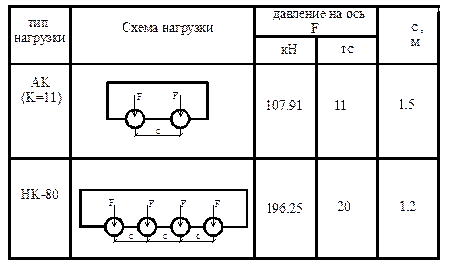 тип
нагрузки
Схема нагрузки
давление на ось
F
кН
тс
с,
м
АК
(К=11)
F
F
с
107.91
11
1.5
НК-80
F
F
F
F
с
с
с
196.25
20
1.2